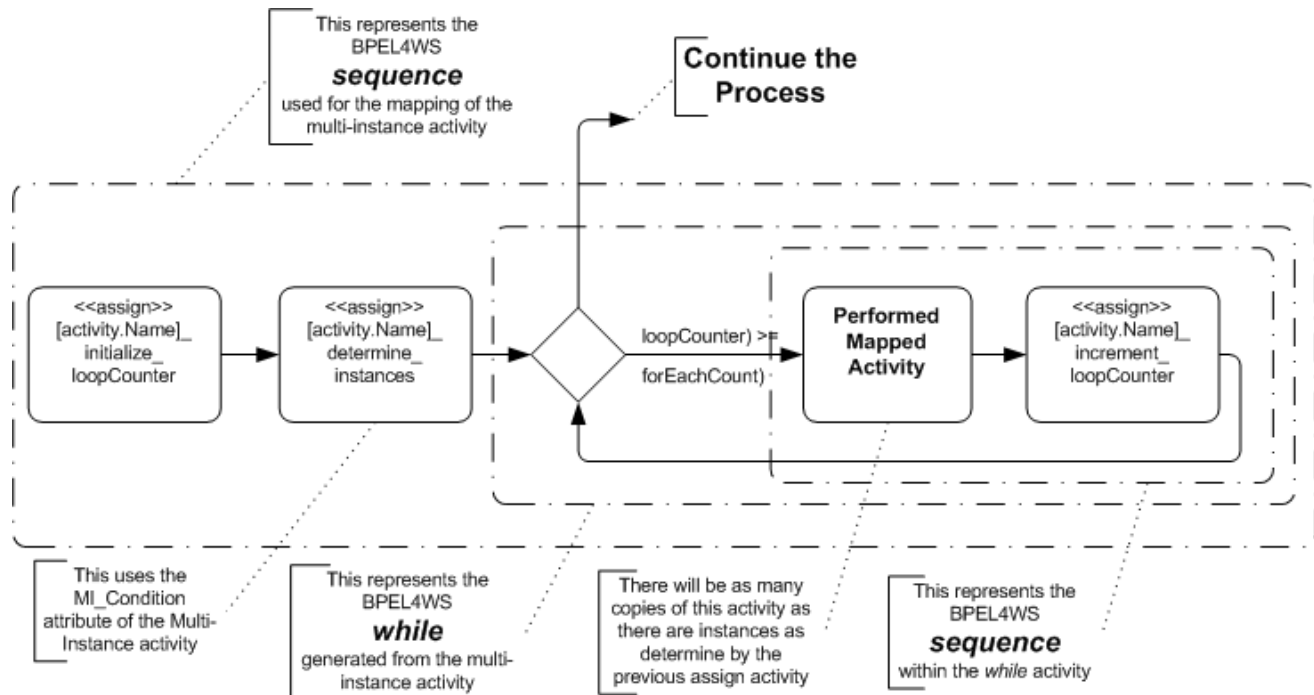 This represents the
BPEL4WS
sequence
used for the mapping of the
multi-instance activity
Continue the
Process
<<assign>>
[activity.Name]_
initialize_
loopCounter
<<assign>>
[activity.Name]_
determine_
instances
loopCounter) >=
forEachCount)
Performed
Mapped
Activity
<<assign>>
[activity.Name]_
increment_
loopCounter
This uses the
MI_Condition
attribute of the Multi-
Instance activity
This represents the
BPEL4WS
while
generated from the multi-
instance activity
There will be as many
copies of this activity as
there are instances as
determine by the
previous assign activity
This represents the
BPEL4WS
sequence
within the while activity